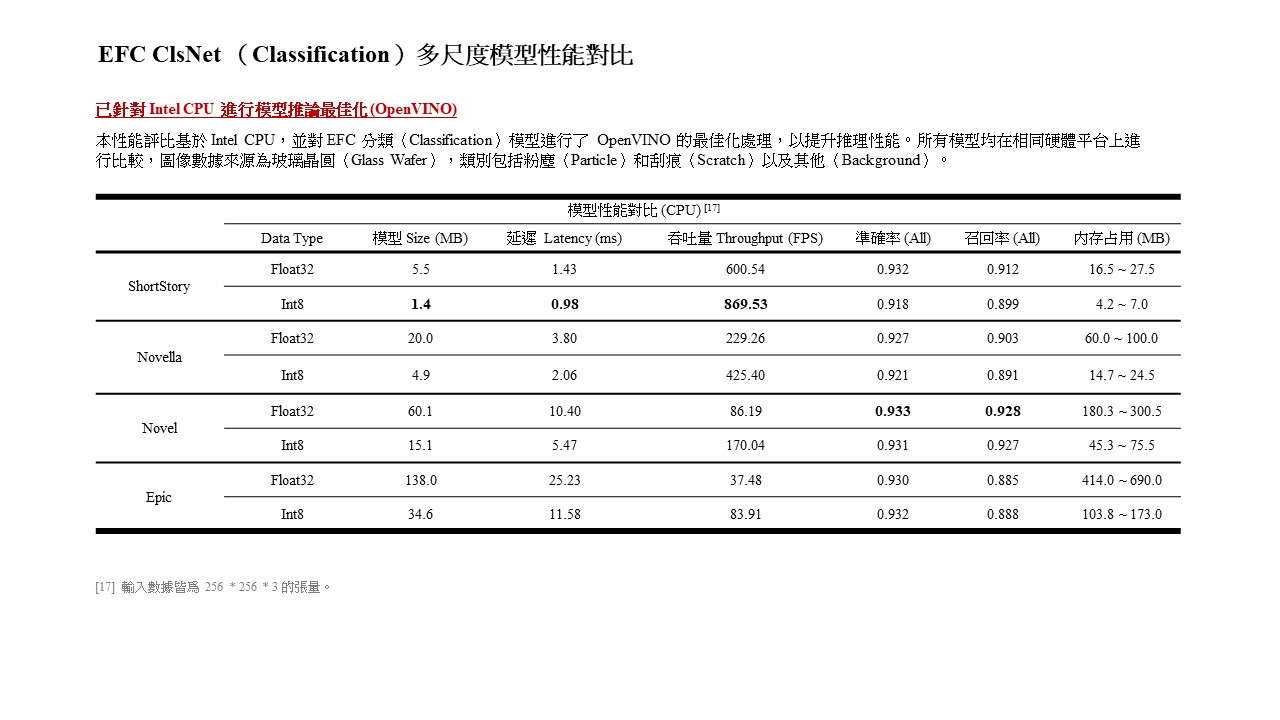 EFC ClsNet （Classification）多尺度模型性能對比
已針對 Intel CPU 進行模型推論最佳化 (OpenVINO)
本性能評比基於 Intel CPU，並對 EFC 分類（Classification）模型進行了 OpenVINO 的最佳化處理，以提升推理性能。所有模型均在相同硬體平台上進
行比較，圖像數據來源為玻璃晶圓（Glass Wafer），類別包括粉塵（Particle）和刮痕（Scratch）以及其他（Background）。
模型性能對比 (CPU) [17]
Data Type 模型 Size (MB) 延遲 Latency (ms) 吞吐量 Throughput (FPS) 準確率 (All) 召回率 (All) 內存占用 (MB)
ShortStory
Float32 5.5 1.43 600.54 0.932 0.912 16.5 ~ 27.5
Int8 1.4 0.98 869.53 0.918 0.899 4.2 ~ 7.0
Novella
Float32 20.0 3.80 229.26 0.927 0.903 60.0 ~ 100.0
Int8 4.9 2.06 425.40 0.921 0.891 14.7 ~ 24.5
Novel
Float32 60.1 10.40 86.19 0.933 0.928 180.3 ~ 300.5
Int8 15.1 5.47 170.04 0.931 0.927 45.3 ~ 75.5
Epic
Float32 138.0 25.23 37.48 0.930 0.885 414.0 ~ 690.0
Int8 34.6 11.58 83.91 0.932 0.888 103.8 ~ 173.0
[17] 輸入數據皆爲 256 * 256 * 3 的張量。